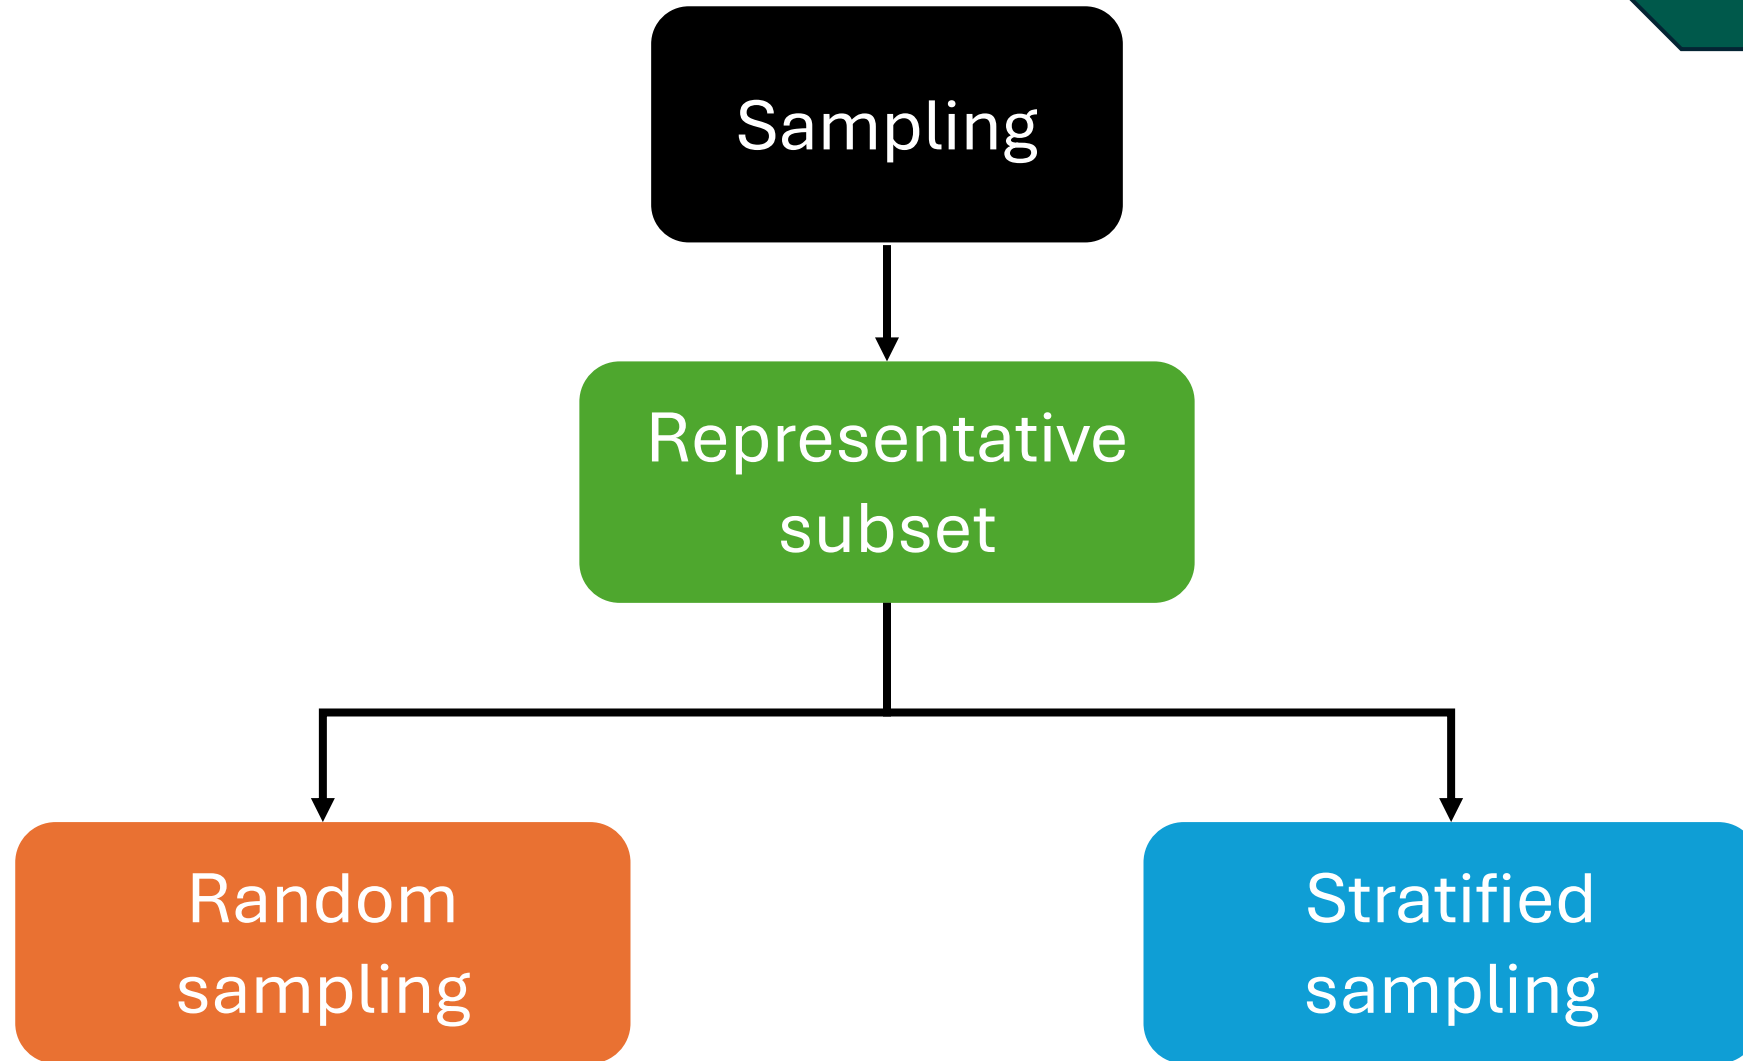 Sampling
Representative
subset
Random
sampling
Stratified
sampling